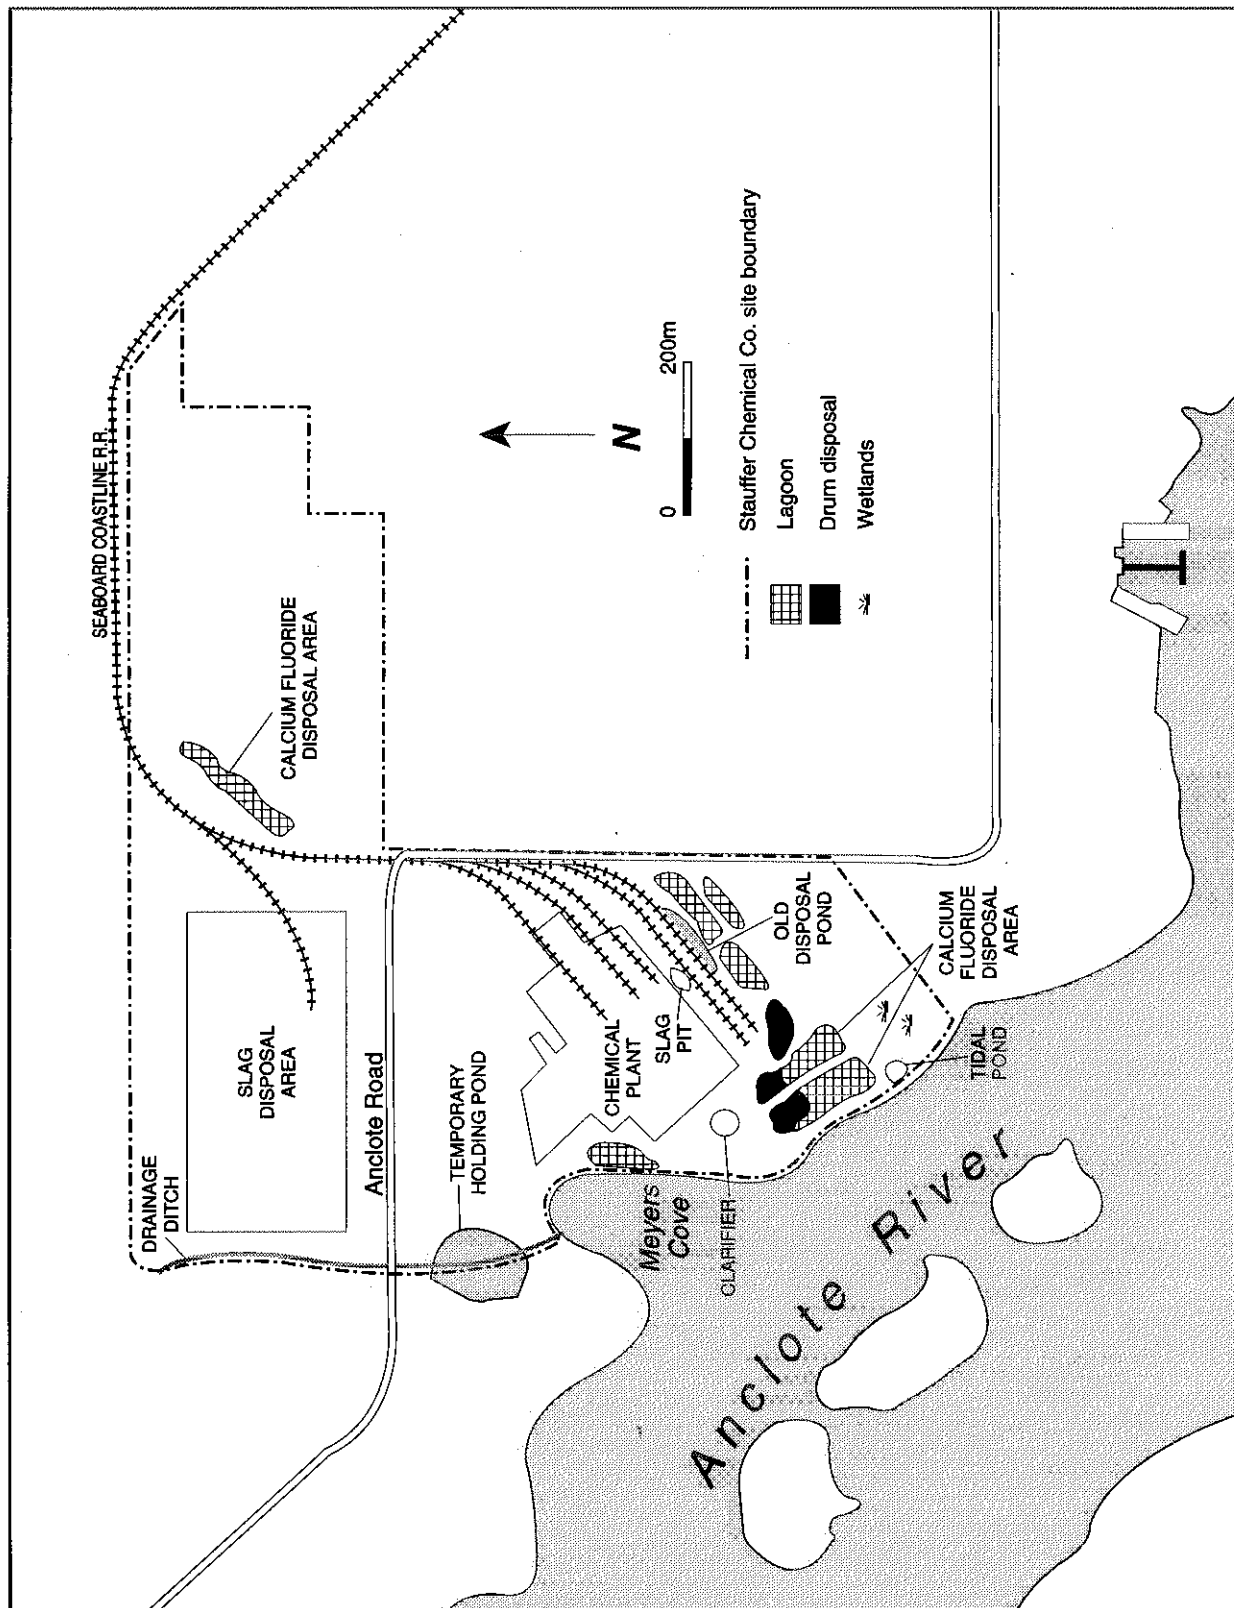 SEABOARD COASTLINE R.R.
CALCIUM FLUORIDE
DISPOSAL AREA
SLAG
DISPOSAL
AREA
DRAINAGE
DITCH
Anclote Road
TEMPORARY
HOLDING POND
CHEMICAL
PLANT
SLAG
PIT
OLD
DISPOSAL
POND
CALCIUM
FLUORIDE
DISPOSAL
AREA
TIDAL
POND
CLARIFIER
Meyers
Cove
Anclote River
N
0
200m
Stauffer Chemical Co. site boundary
Lagoon
Drum disposal
Wetlands